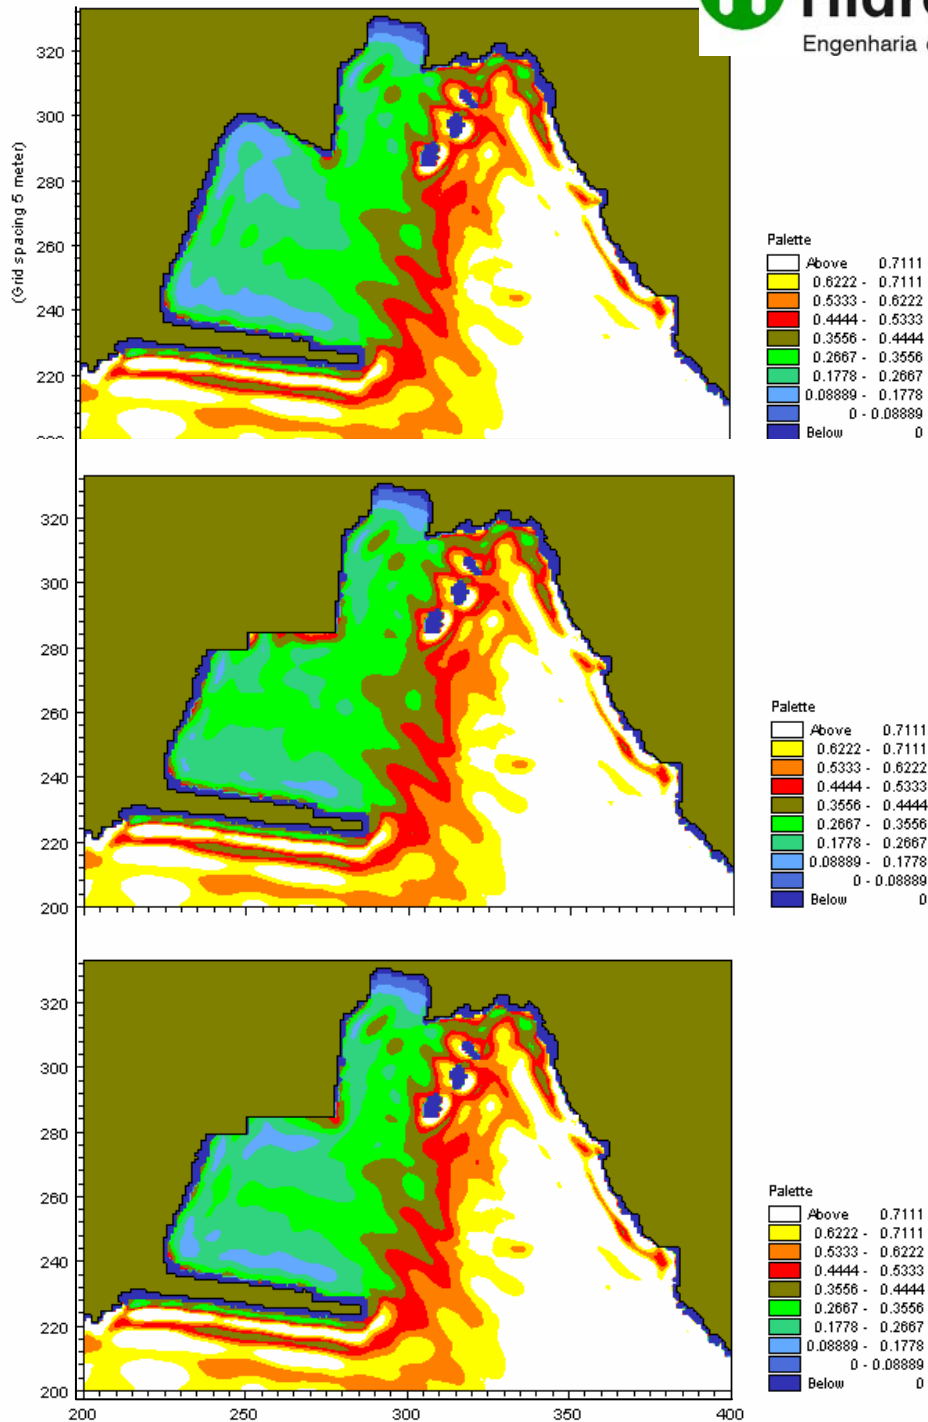 Engenharia
320
300
280
260
240
220
(Grid spacing 5 meter)
Palette
Above 0.7111
0.6222 - 0.7111
0.5333 - 0.6222
0.4444 - 0.5333
0.3556 - 0.4444
0.2667 - 0.3556
0.1778 - 0.2667
0.08889 - 0.1778
0 - 0.08889
Below 0
320
300
280
260
240
220
200
Palette
Above 0.7111
0.6222 - 0.7111
0.5333 - 0.6222
0.4444 - 0.5333
0.3556 - 0.4444
0.2667 - 0.3556
0.1778 - 0.2667
0.08889 - 0.1778
0 - 0.08889
Below 0
320
300
280
260
240
220
200
200 250 300 350 400
Palette
Above 0.7111
0.6222 - 0.7111
0.5333 - 0.6222
0.4444 - 0.5333
0.3556 - 0.4444
0.2667 - 0.3556
0.1778 - 0.2667
0.08889 - 0.1778
0 - 0.08889
Below 0